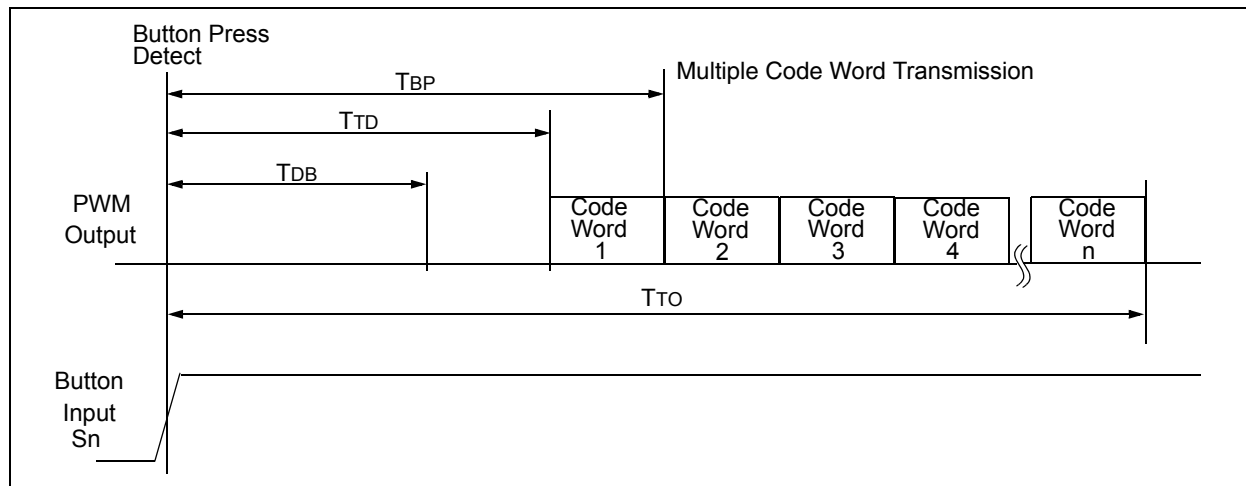 Button Press
Detect
TBP
Multiple Code Word Transmission
TTD
TDB
PWM
Output
Code
Word
1
Code
Word
2
Code
Word
3
Code
Word
4
Code
Word
n
TTO
Button
Input
Sn